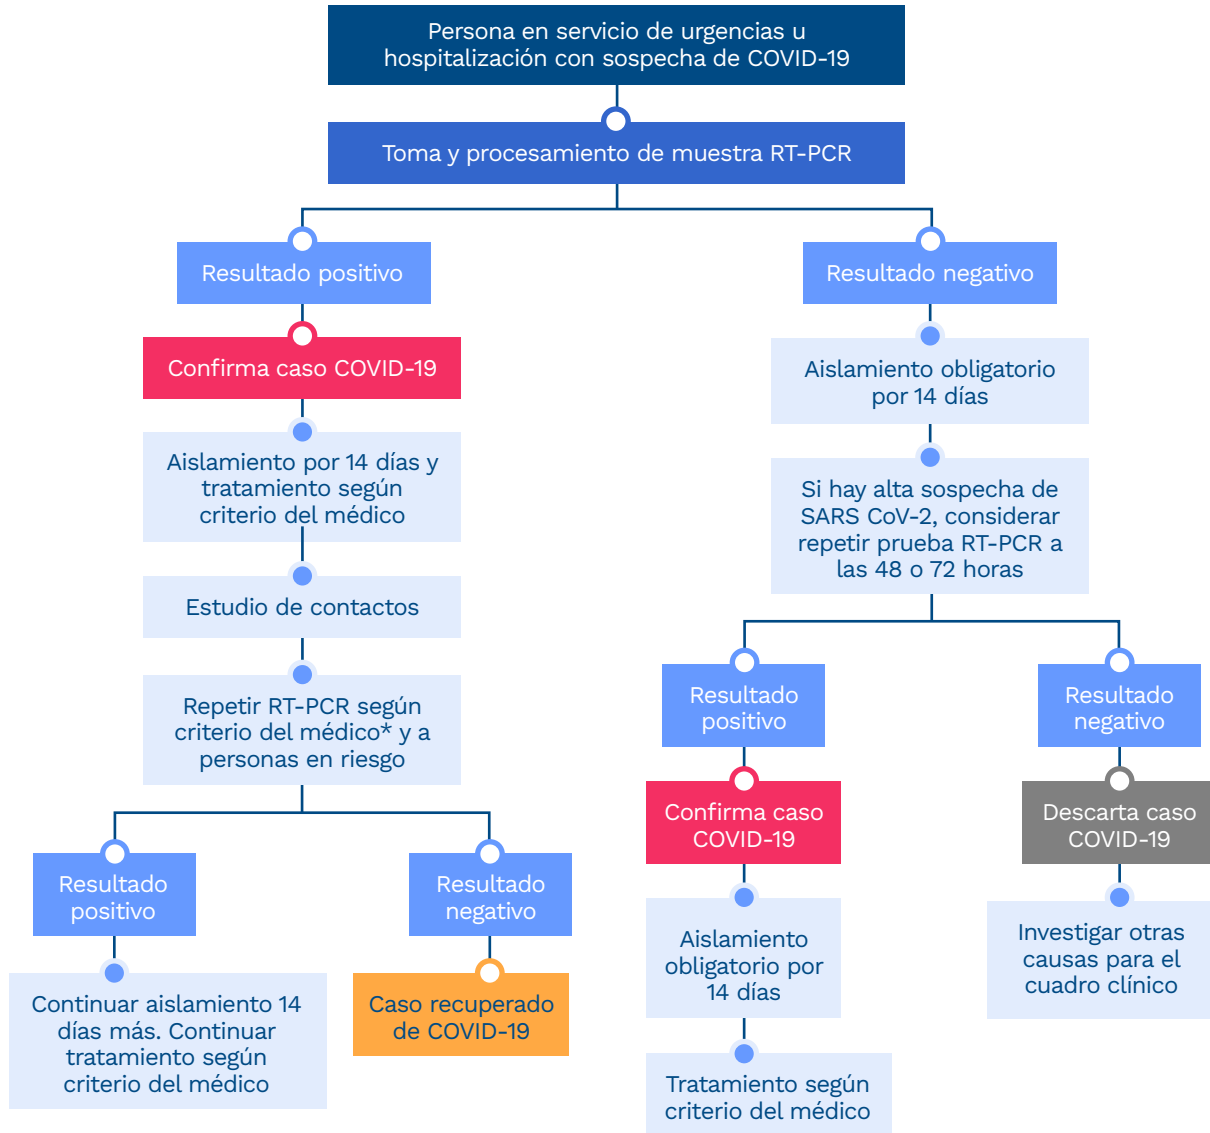 Persona en servicio de urgencias u
hospitalización con sospecha de COVID-19
Toma y procesamiento de muestra RT-PCR
Resultado positivo
Confirma caso COVID-19
Aislamiento por 14 días y
tratamiento según
criterio del médico
Estudio de contactos
Repetir RT-PCR según
criterio del médico* y a
personas en riesgo
Resultado
positivo
Continuar aislamiento 14
días más. Continuar
tratamiento según
criterio del médico
Resultado
negativo
Caso recuperado
de COVID-19
Resultado negativo
Aislamiento obligatorio
por 14 días
Si hay alta sospecha de
SARS CoV-2, considerar
repetir prueba RT-PCR a
las 48 o 72 horas
Resultado
positivo
Confirma caso
COVID-19
Aislamiento
obligatorio por
14 días
Tratamiento según
criterio del médico
Resultado
negativo
Descarta caso
COVID-19
Investigar otras
causas para el
cuadro clínico